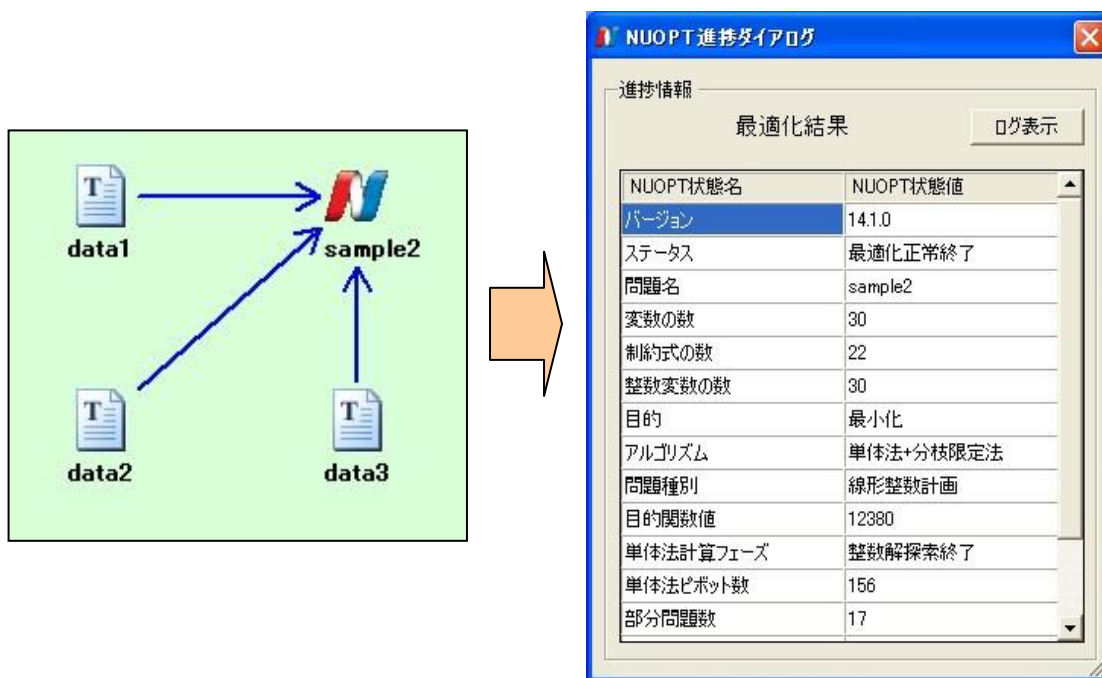 data1
sample2
data2
data3
NUOPT進捗ダイアログ
進捗情報
最適化結果
ログ表示
NUOPT状態名 NUOPT状態値
バージョン 14.1.0
ステータス 最適化正常終了
問題名 sample2
変数の数 30
制約式の数 22
整数変数の数 30
目的 最小化
アルゴリズム 単体法+分枝限定法
問題種別 線形整数計画
目的関数値 12380
単体法計算フェーズ 整数解探索終了
単体法ピボット数 156
部分問題数 17